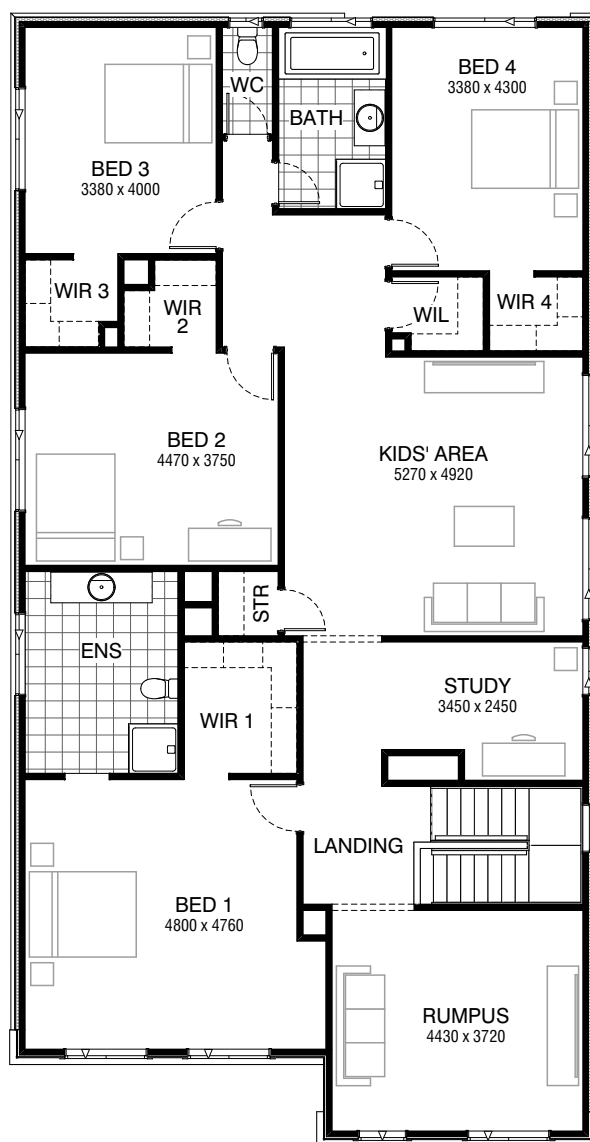 WC
BATH
BED 4
3380 x 4300
BED 3
3380 x 4000
WIR 3
WIR
2
WIL
WIR 4
BED 2
4470 x 3750
KIDS' AREA
5270 x 4920
STR
ENS
WIR 1
STUDY
3450 x 2450
LANDING
BED 1
4800 x 4760
RUMPUS
4430 x 3720